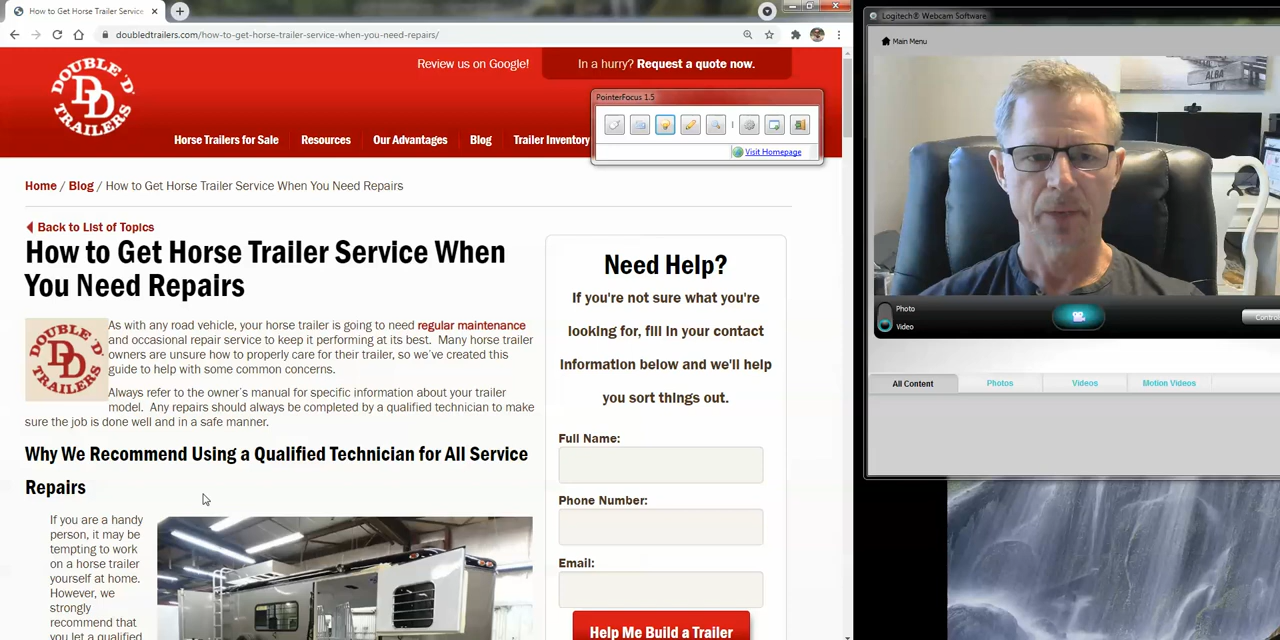 How to Get Horse Trailer Service
doubledtrailers.com/how-to-get-horse-trailer-service-when-you-need-repairs/
DOUBLE 'D'
DD
TRAILERS
Review us on Google!
In a hurry? Request a quote now.
Horse Trailers for Sale
Resources
Our Advantages
Blog
Trailer Inventory
PointerFocus 1.5
Visit Homepage
Home / Blog / How to Get Horse Trailer Service When You Need Repairs
Back to List of Topics
How to Get Horse Trailer Service When
You Need Repairs
DOUBLE 'D'
DD
TRAILERS
As with any road vehicle, your horse trailer is going to need regular maintenance
and occasional repair service to keep it performing at its best. Many horse trailer
owners are unsure how to properly care for their trailer, so we've created this
guide to help with some common concerns.
Always refer to the owner's manual for specific information about your trailer
model. Any repairs should always be completed by a qualified technician to make
sure the job is done well and in a safe manner.
Why We Recommend Using a Qualified Technician for All Service
Repairs
If you are a handy
person, it may be
tempting to work
on a horse trailer
yourself at home.
However, we
strongly
recommend that
you let a qualified
Need Help?
If you're not sure what you're
looking for, fill in your contact
information below and we'll help
you sort things out.
Full Name:
Phone Number:
Email:
Help Me Build a Trailer
Logitech® Webcam Software
Main Menu
ALBA
Photo
Video
Contro
All Content
Photos
Videos
Motion Videos